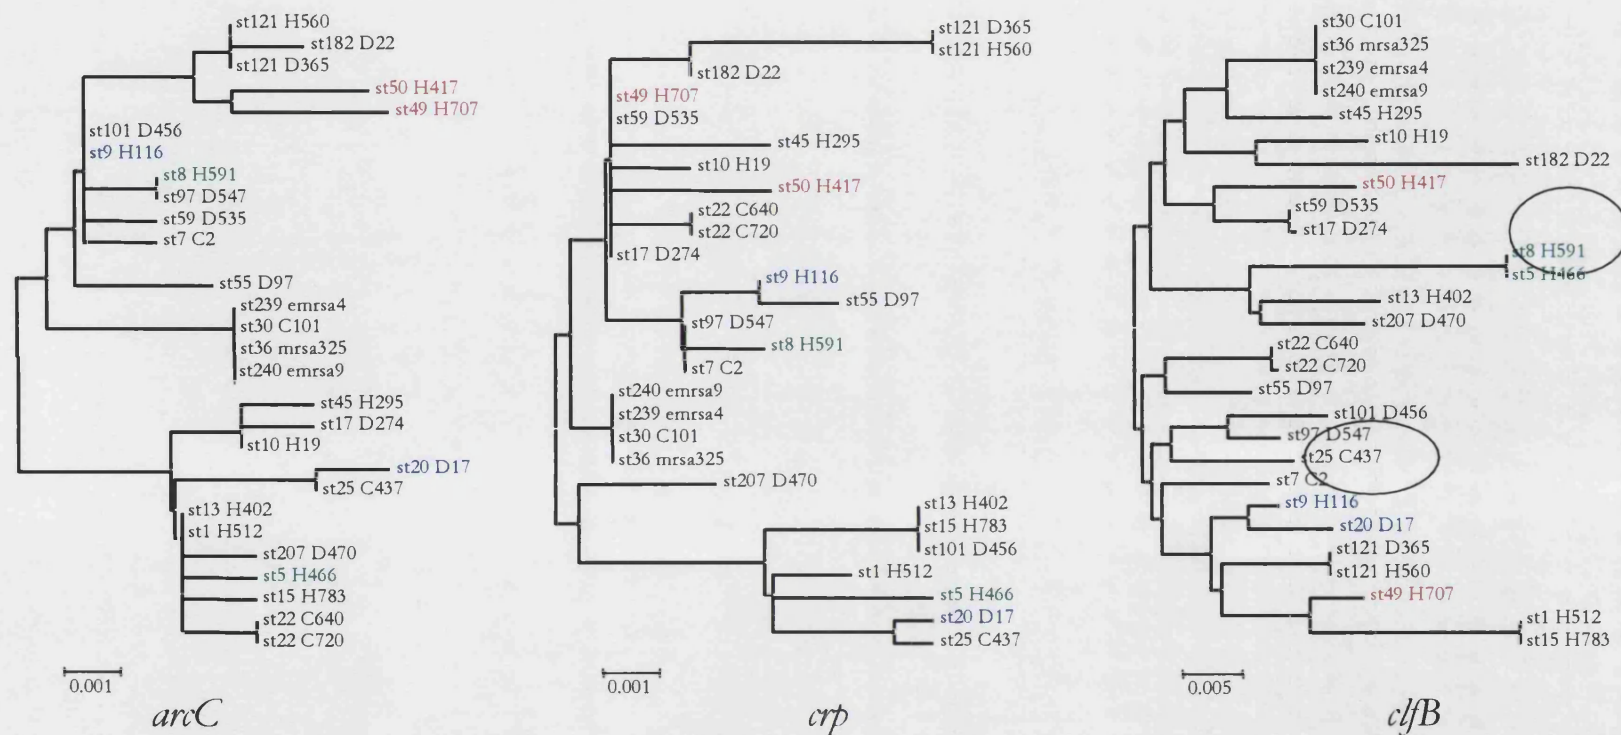 st121 H560
st182 D22
st121 D365
st50 H417
st49 H707
st101 D456
st9 H116
st8 H591
st97 D547
st59 D535
st7 C2
st55 D97
st239 emrsa4
st30 C101
st36 mrsa325
st240 emrsa9
st45 H295
st17 D274
st10 H19
st20 D17
st25 C437
st13 H402
st1 H512
st207 D470
st5 H466
st15 H783
st22 C640
st22 C720
0.001
arcC
st121 D365
st121 H560
st182 D22
st49 H707
st59 D535
st45 H295
st10 H19
st50 H417
st22 C640
st22 C720
st17 D274
st9 H116
st55 D97
st97 D547
st8 H591
st7 C2
st240 emrsa9
st239 emrsa4
st30 C101
st36 mrsa325
st207 D470
st13 H402
st15 H783
st101 D456
st1 H512
st5 H466
st20 D17
st25 C437
0.001
crp
st30 C101
st36 mrsa325
st239 emrsa4
st240 emrsa9
st45 H295
st10 H19
st182 D22
st50 H417
st59 D535
st17 D274
st8 H591
st5 H466
st13 H402
st207 D470
st22 C640
st22 C720
st55 D97
st101 D456
st97 D547
st25 C437
st7 C2
st9 H116
st20 D17
st121 D365
st121 H560
st49 H707
st1 H512
st15 H783
0.005
clfB